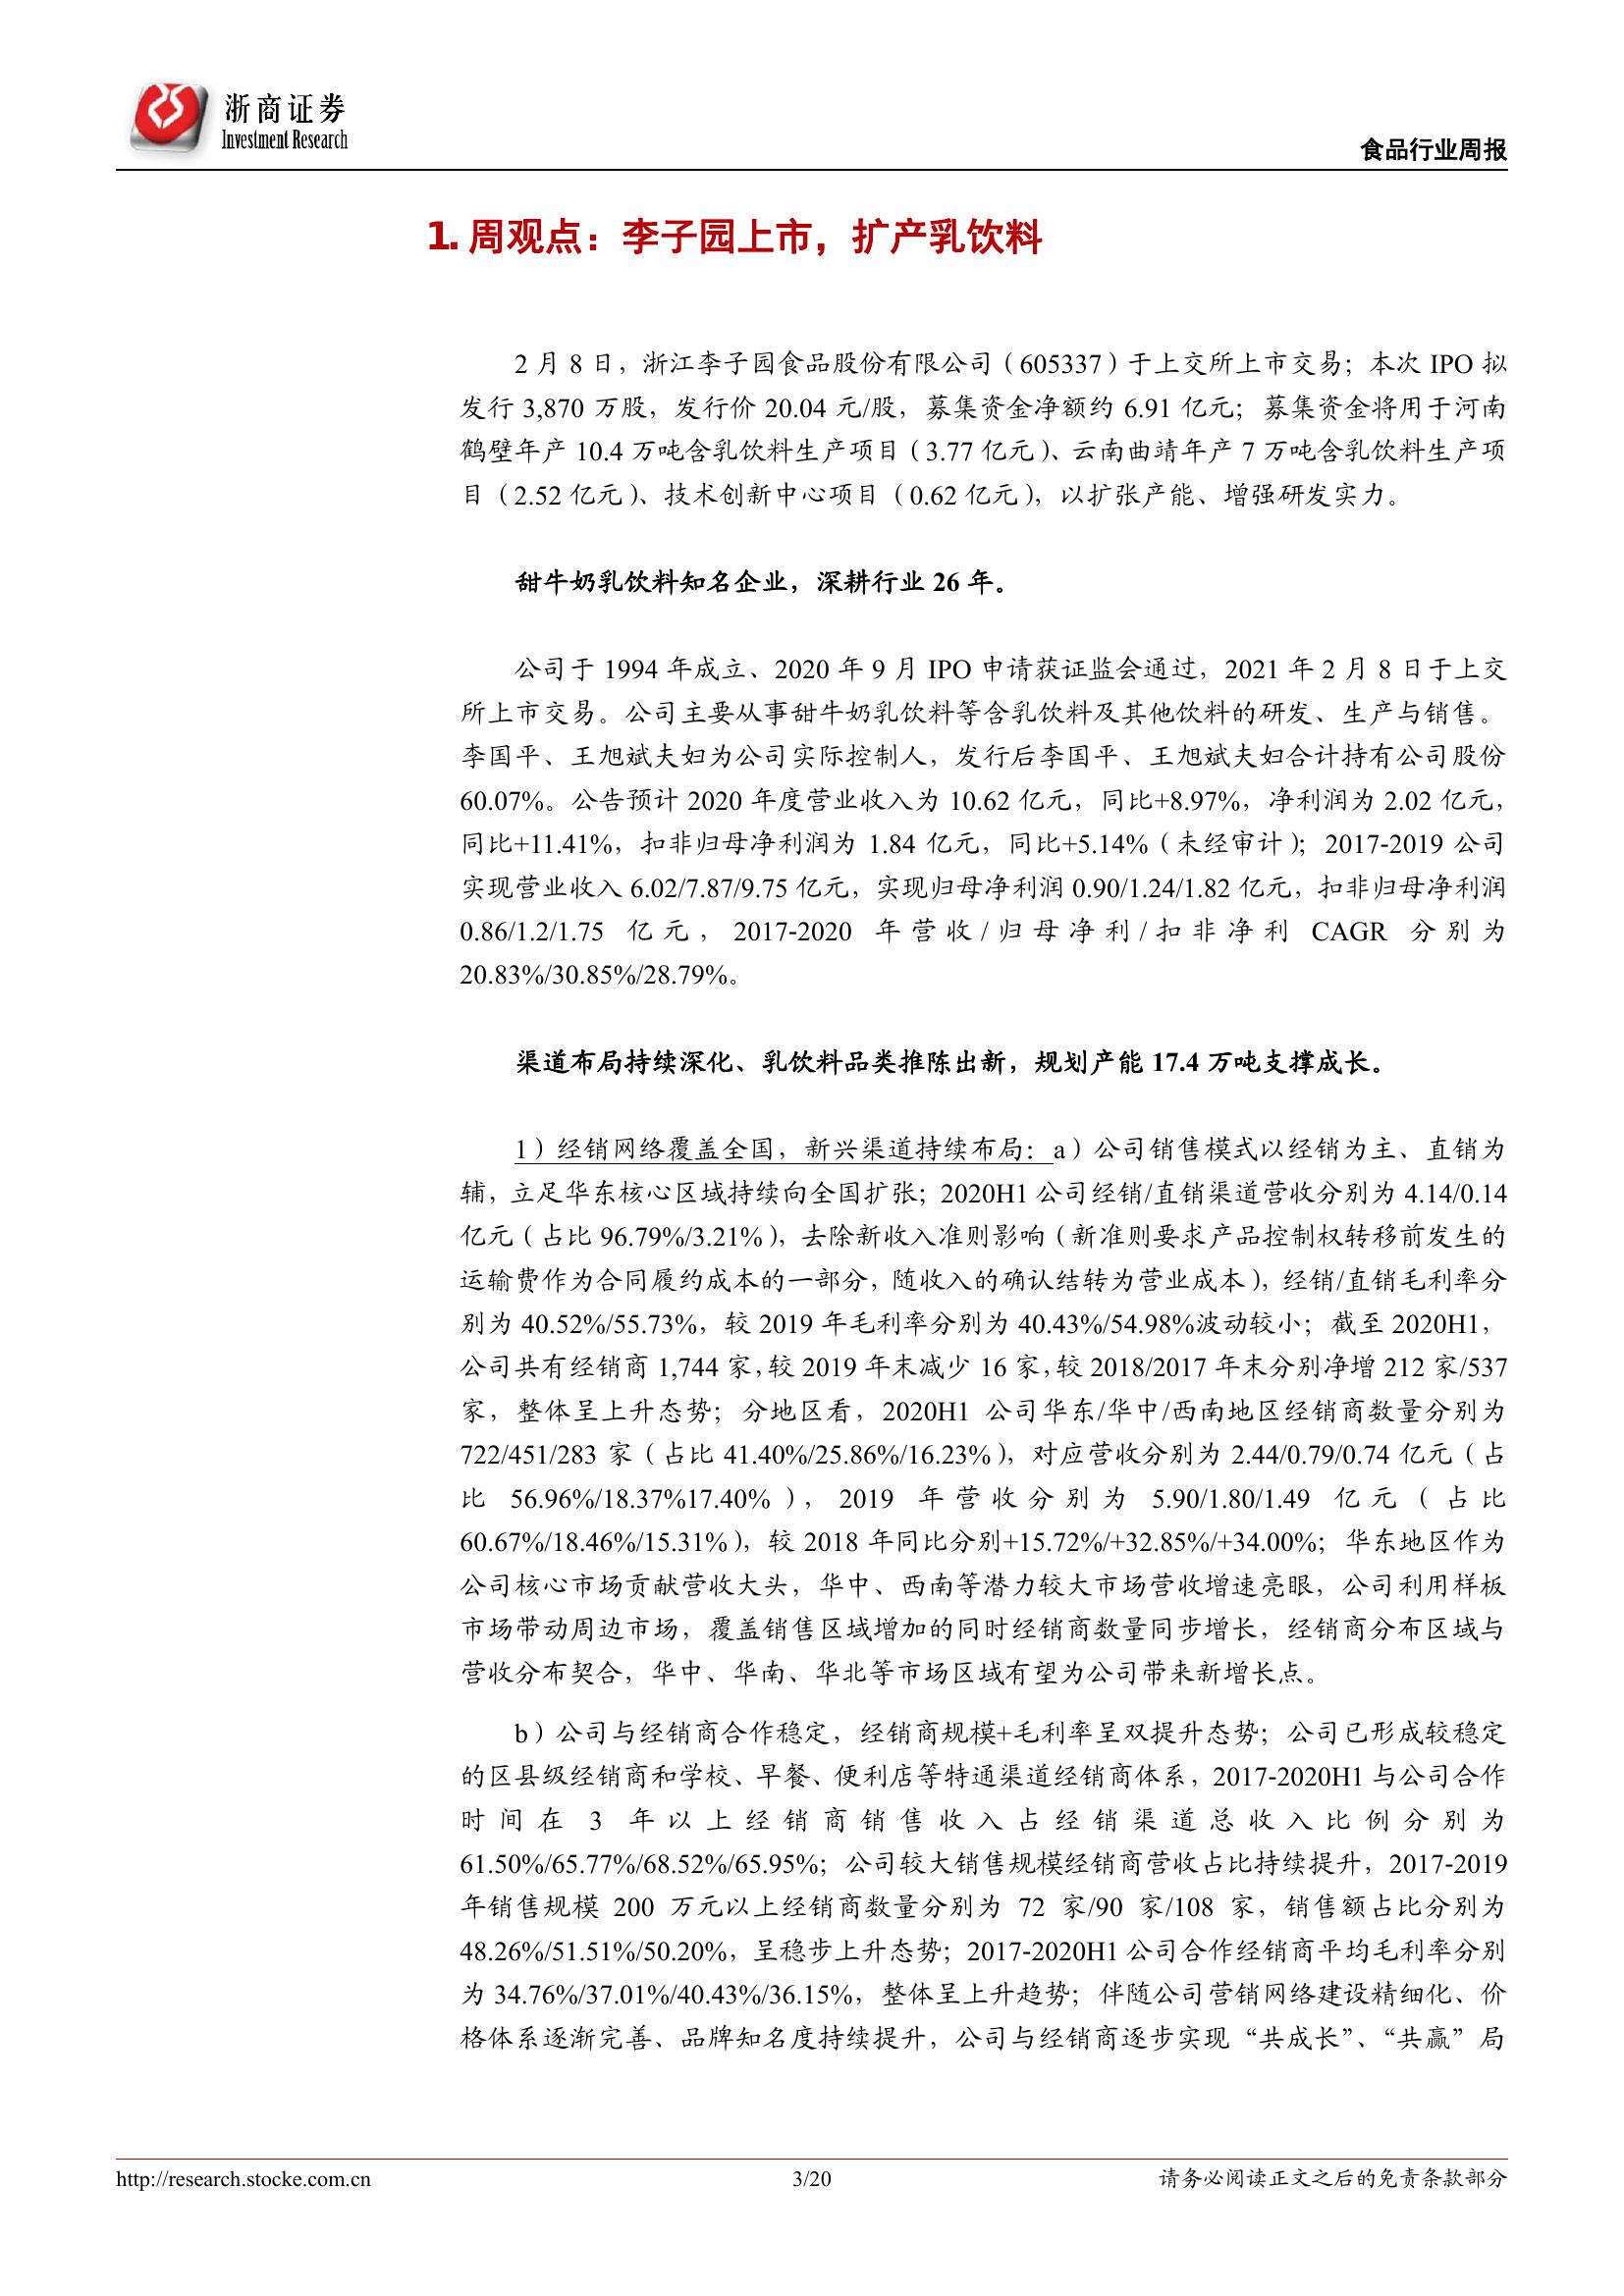 浙商证券
Investment Research
食品行业周报
1. 周观点：李子园上市，扩产乳饮料
2 月 8 日，浙江李子园食品股份有限公司（605337）于上交所上市交易；本次 IPO 拟
发行 3,870 万股，发行价 20.04 元/股，募集资金净额约 6.91 亿元；募集资金将用于河南
鹤壁年产 10.4 万吨含乳饮料生产项目（3.77 亿元）、云南曲靖年产 7 万吨含乳饮料生产项
目（2.52 亿元）、技术创新中心项目（0.62 亿元），以扩张产能、增强研发实力。
甜牛奶乳饮料知名企业，深耕行业 26 年。
公司于 1994 年成立、2020 年 9 月 IPO 申请获证监会通过，2021 年 2 月 8 日于上交
所上市交易。公司主要从事甜牛奶乳饮料等含乳饮料及其他饮料的研发、生产与销售。
李国平、王旭斌夫妇为公司实际控制人，发行后李国平、王旭斌夫妇合计持有公司股份
60.07%。公告预计 2020 年度营业收入为 10.62 亿元，同比+8.97%，净利润为 2.02 亿元，
同比+11.41%，扣非归母净利润为 1.84 亿元，同比+5.14%（未经审计）；2017-2019 公司
实现营业收入 6.02/7.87/9.75 亿元，实现归母净利润 0.90/1.24/1.82 亿元，扣非归母净利润
0.86/1.2/1.75 亿元，2017-2020 年营收/归母净利/扣非净利 CAGR 分别为
20.83%/30.85%/28.79%。
渠道布局持续深化、乳饮料品类推陈出新，规划产能 17.4 万吨支撑成长。
1）经销网络覆盖全国，新兴渠道持续布局：a）公司销售模式以经销为主、直销为
辅，立足华东核心区域持续向全国扩张；2020H1 公司经销/直销渠道营收分别为 4.14/0.14
亿元（占比 96.79%/3.21%），去除新收入准则影响（新准则要求产品控制权转移前发生的
运输费作为合同履约成本的一部分，随收入的确认结转为营业成本），经销/直销毛利率分
别为 40.52%/55.73%，较 2019 年毛利率分别为 40.43%/54.98%波动较小；截至 2020H1，
公司共有经销商 1,744 家，较 2019 年末减少 16 家，较 2018/2017 年末分别净增 212 家/537
家，整体呈上升态势；分地区看，2020H1 公司华东/华中/西南地区经销商数量分别为
722/451/283 家（占比 41.40%/25.86%/16.23%），对应营收分别为 2.44/0.79/0.74 亿元（占
比 56.96%/18.37%17.40%），2019 年营收分别为 5.90/1.80/1.49 亿元（占比
60.67%/18.46%/15.31%），较 2018 年同比分别+15.72%/+32.85%/+34.00%；华东地区作为
公司核心市场贡献营收大头，华中、西南等潜力较大市场营收增速亮眼，公司利用样板
市场带动周边市场，覆盖销售区域增加的同时经销商数量同步增长，经销商分布区域与
营收分布契合，华中、华南、华北等市场区域有望为公司带来新增长点。
b）公司与经销商合作稳定，经销商规模+毛利率呈双提升态势；公司已形成较稳定
的区县级经销商和学校、早餐、便利店等特通渠道经销商体系，2017-2020H1 与公司合作
时间在 3 年以上经销商销售收入占经销渠道总收入比例分别为
61.50%/65.77%/68.52%/65.95%；公司较大销售规模经销商营收占比持续提升，2017-2019
年销售规模 200 万元以上经销商数量分别为 72 家/90 家/108 家，销售额占比分别为
48.26%/51.51%/50.20%，呈稳步上升态势；2017-2020H1 公司合作经销商平均毛利率分别
为 34.76%/37.01%/40.43%/36.15%，整体呈上升趋势；伴随公司营销网络建设精细化、价
格体系逐渐完善、品牌知名度持续提升，公司与经销商逐步实现“共成长”、“共赢”局
http://research.stocke.com.cn
3/20
请务必阅读正文之后的免责条款部分